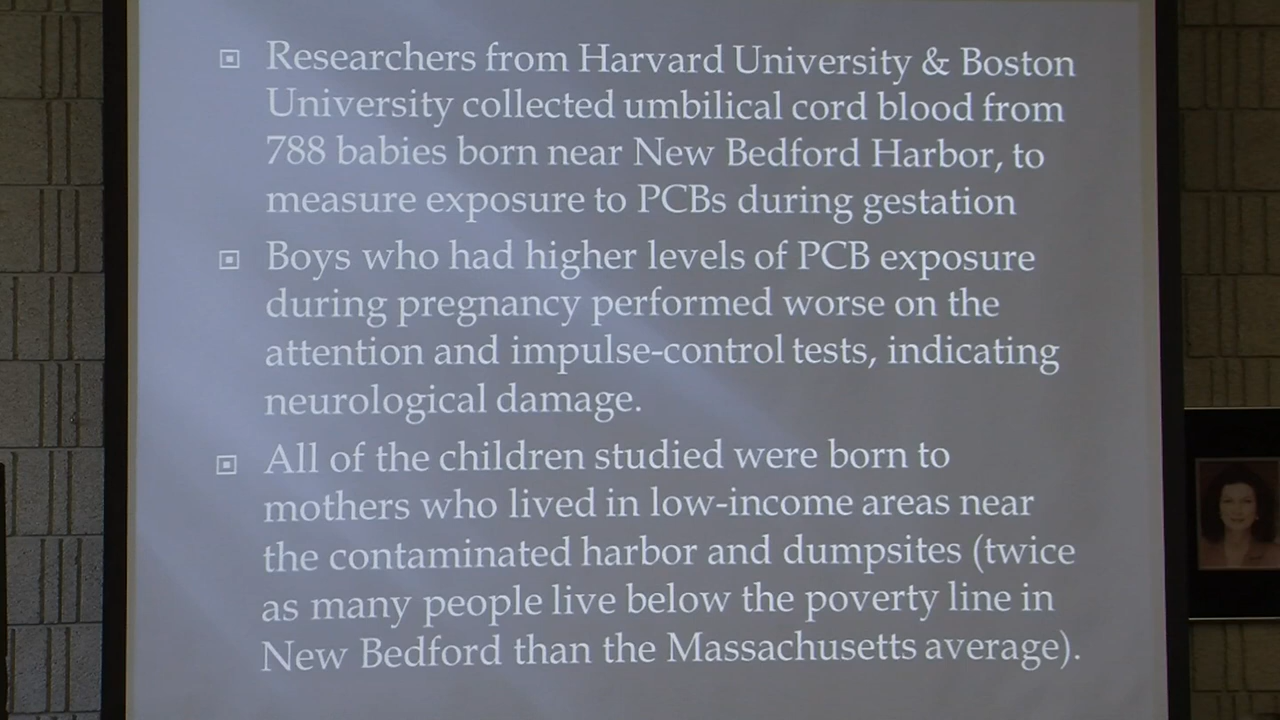 Researchers from Harvard University & Boston
University collected umbilical cord blood from
788 babies born near New Bedford Harbor, to
measure exposure to PCBs during gestation
Boys who had higher levels of PCB exposure
during pregnancy performed worse on the
attention and impulse-control tests, indicating
neurological damage.
All of the children studied were born to
mothers who lived in low-income areas near
the contaminated harbor and dumpsites (twice
as many people live below the poverty line in
New Bedford than the Massachusetts average).